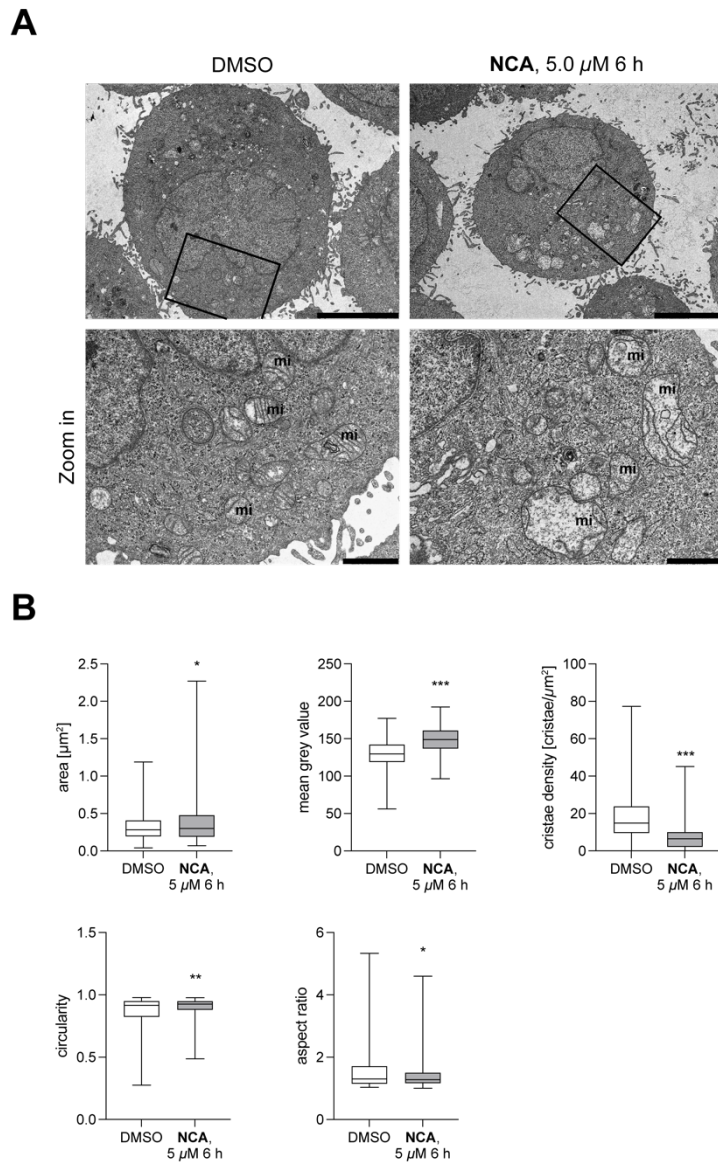 A
DMSO
NCA, 5.0 µM 6 h
Zoom in
mi
mi
mi
mi
mi
mi
mi
mi
B
area [µm²]
2.5
2.0
1.5
1.0
0.5
0.0
*
DMSO
NCA,
5 µM 6 h
mean grey value
250
200
150
100
50
0
***
DMSO
NCA,
5 µM 6 h
cristae density [cristae/µm²]
100
80
60
40
20
0
***
DMSO
NCA,
5 µM 6 h
circularity
1.5
1.0
0.5
0.0
**
DMSO
NCA,
5 µM 6 h
aspect ratio
6
4
2
0
*
DMSO
NCA,
5 µM 6 h